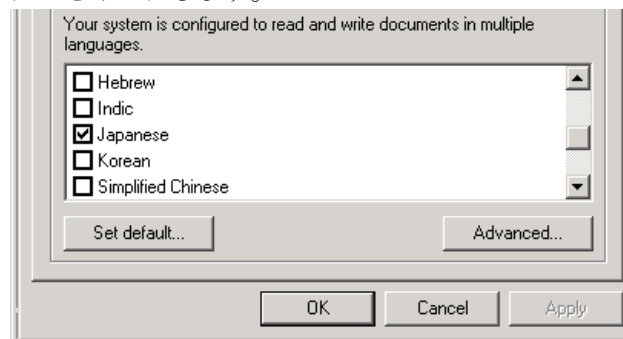 Your system is configured to read and write documents in multiple
languages.
Hebrew
Indic
Japanese
Korean
Simplified Chinese
Set default...
Advanced...
OK
Cancel
Apply